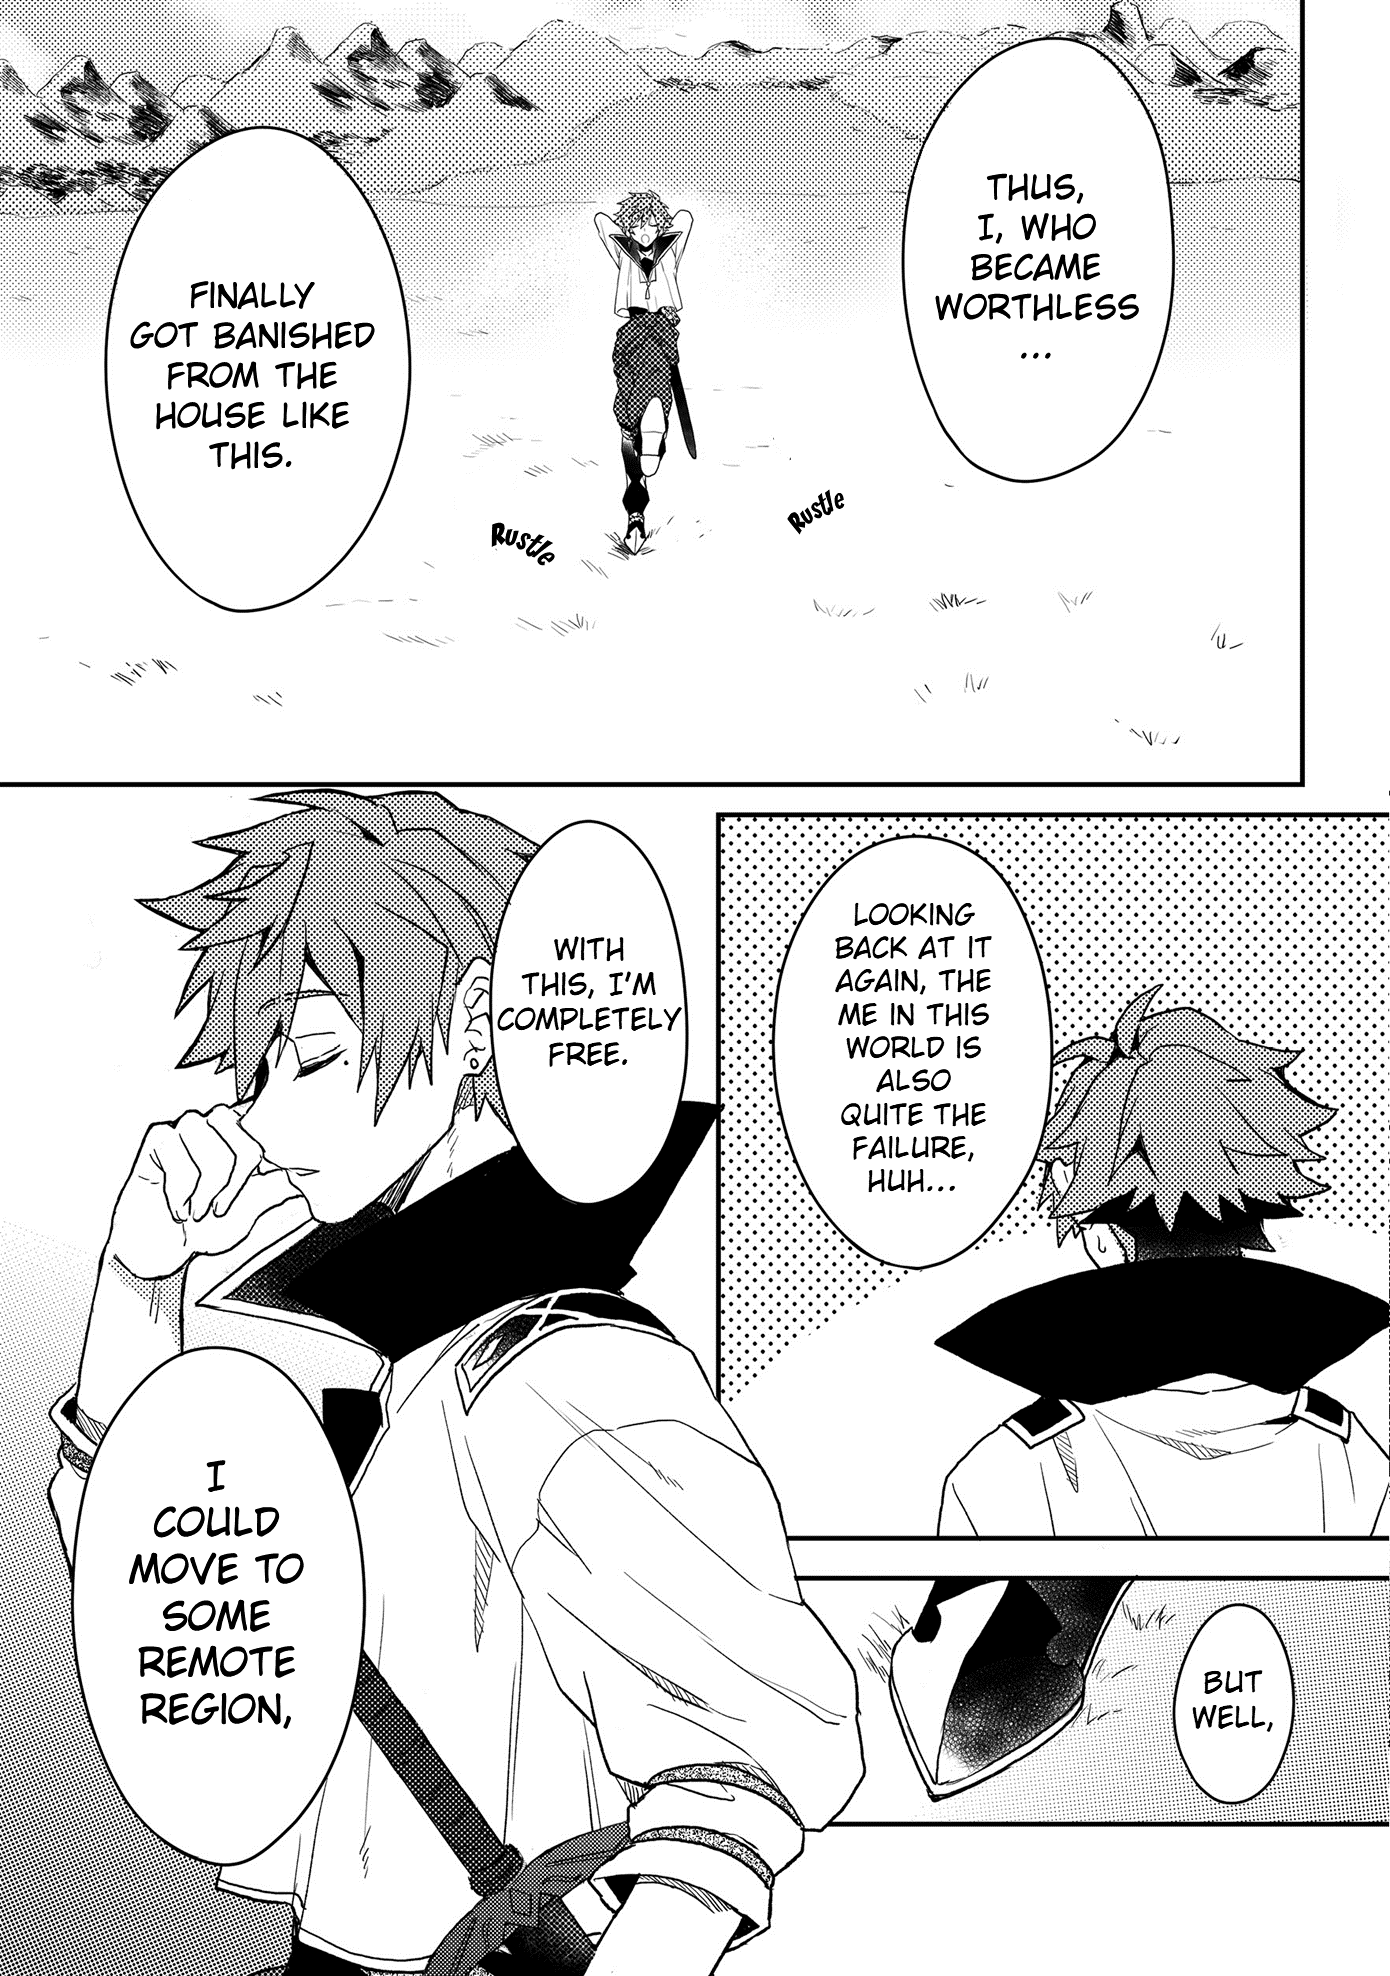 THUS,
I, WHO
BECAME
WORTHLESS
...
FINALLY
GOT BANISHED
FROM THE
HOUSE LIKE
THIS.
Rustle
Rustle
LOOKING
BACK AT IT
AGAIN, THE
ME IN THIS
WORLD IS
ALSO
QUITE THE
FAILURE,
HUH...
BUT
WELL,
WITH
THIS, I'M
COMPLETELY
FREE.
I
COULD
MOVE TO
SOME
REMOTE
REGION,